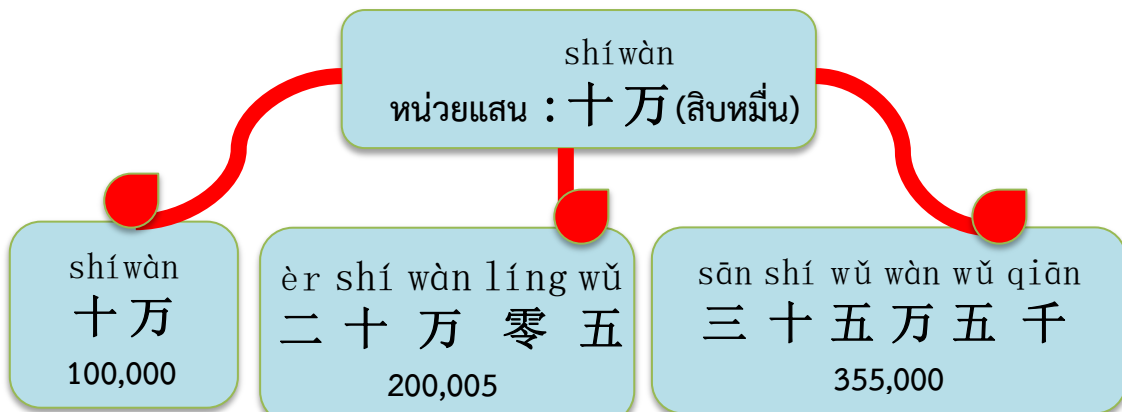 shíwàn
หน่วยแสน : 十万(สิบหมื่น)
shíwàn
十万
100,000
èr shí wàn líng wǔ
二十万零五
200,005
sān shí wǔ wàn wǔ qiān
三十五万五千
355,000